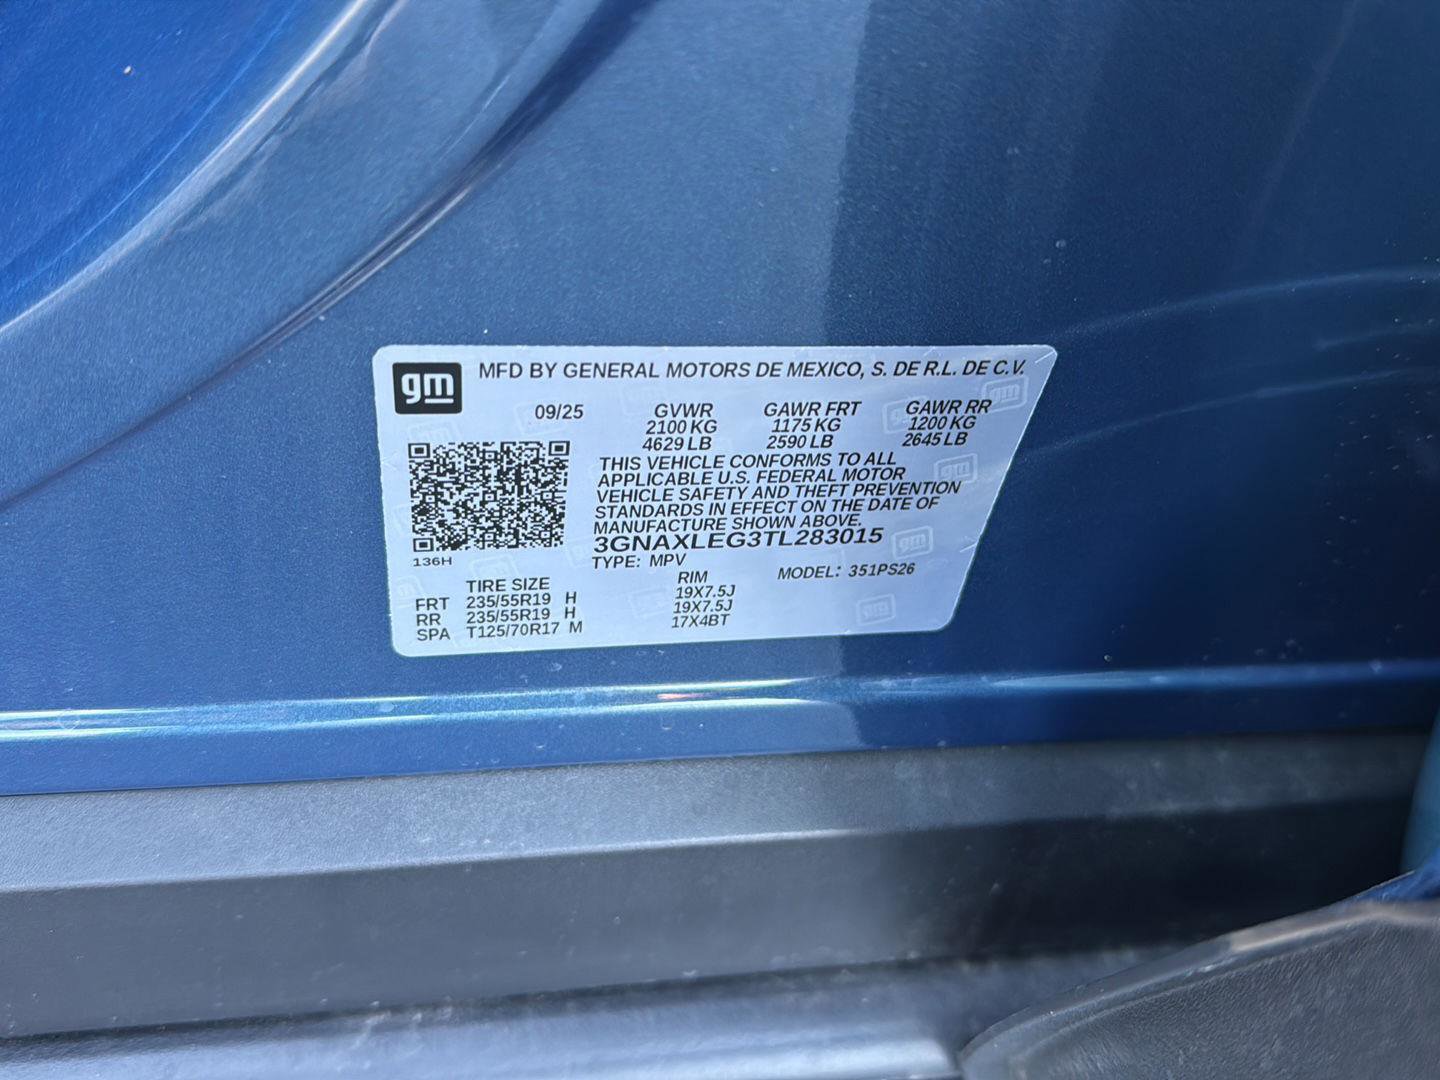 gm MFD BY GENERAL MOTORS DE MEXICO, S. DE R.L. DE C.V.
09/25 GVWR GAWR FRT GAWR RR
2100 KG 1175 KG 1200 KG
4629 LB 2590 LB 2645 LB
THIS VEHICLE CONFORMS TO ALL
APPLICABLE U.S. FEDERAL MOTOR
VEHICLE SAFETY AND THEFT PREVENTION
STANDARDS IN EFFECT ON THE DATE OF
MANUFACTURE SHOWN ABOVE.
3GNAXLEG3TL283015
136H TYPE: MPV MODEL: 351PS26
TIRE SIZE RIM
FRT 235/55R19 H 19X7.5J
RR 235/55R19 H 19X7.5J
SPA T125/70R17 M 17X4BT